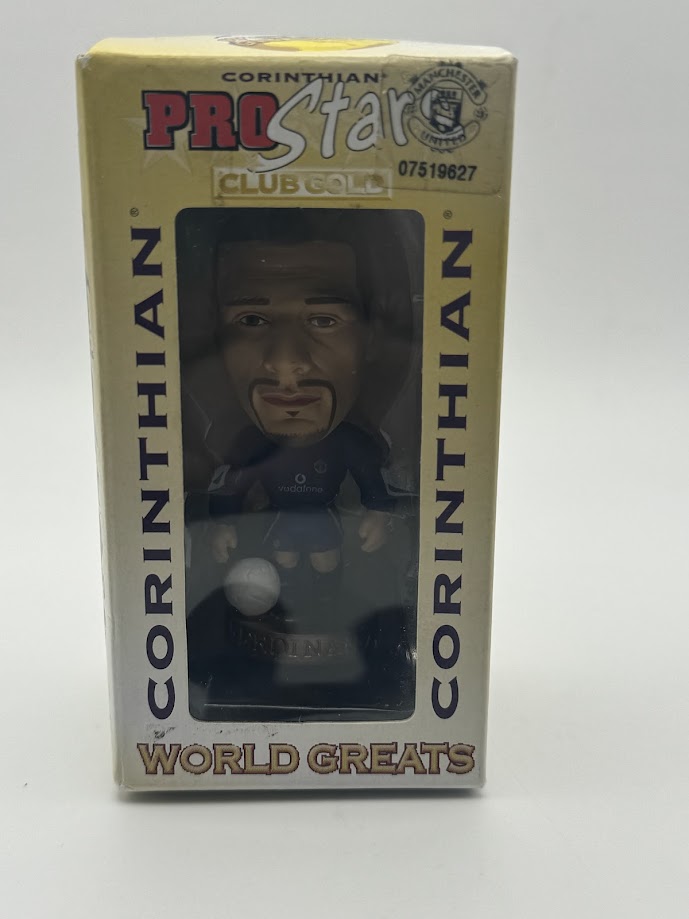 CORINTHIAN®
PROStars
MANCHESTER
UNITED
07519627
CLUB GOLD
CORINTHIAN®
CORINTHIAN®
vodafone
WORLD GREATS